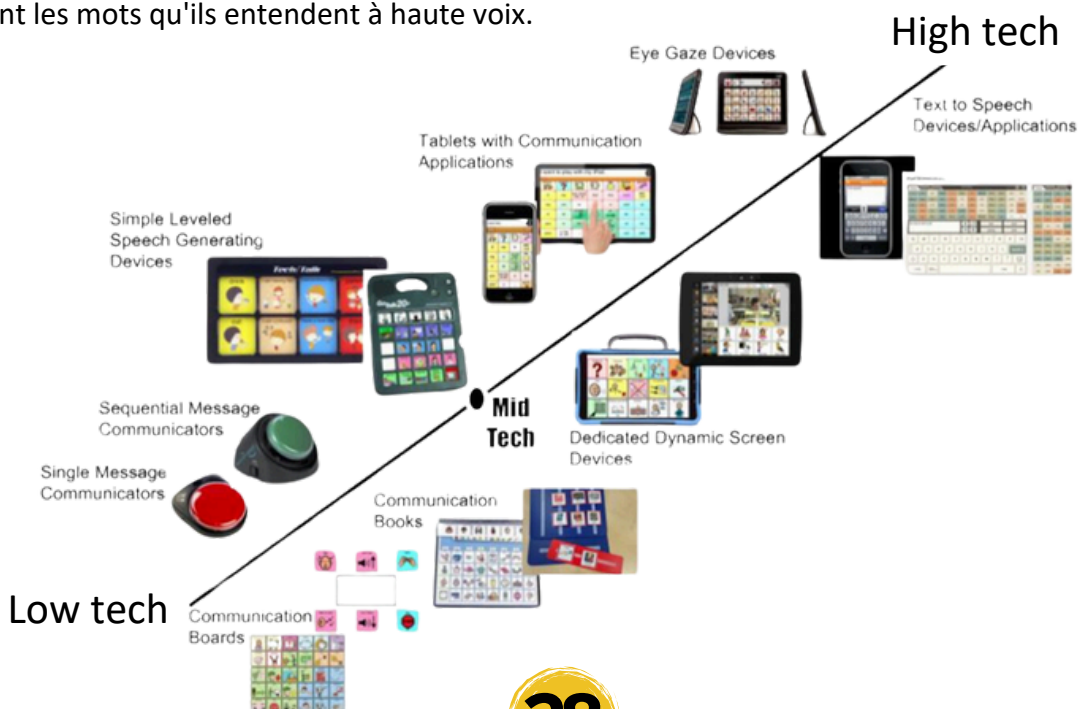 nt les mots qu'ils entendent à haute voix.
High tech
Eye Gaze Devices
Text to Speech
Devices/Applications
Tablets with Communication
Applications
Simple Leveled
Speech Generating
Devices
Sequential Message
Communicators
Mid
Tech
Dedicated Dynamic Screen
Devices
Single Message
Communicators
Communication
Books
Low tech
Communication
Boards
28